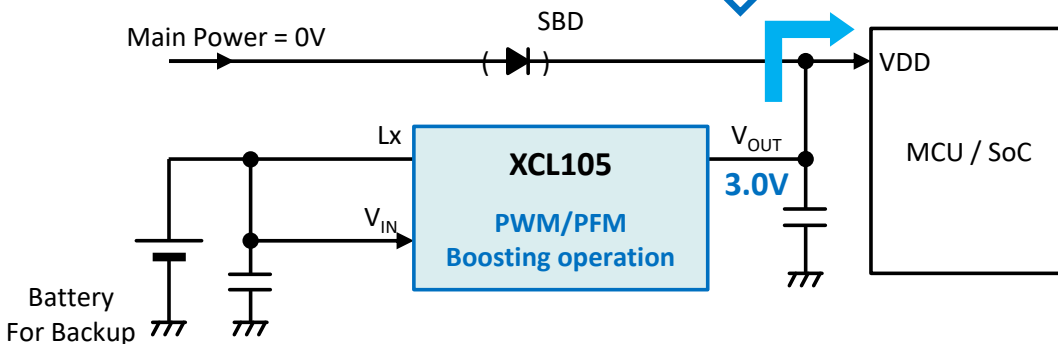 SBD
Main Power = 0V
( )
VDD
Lx
XCL105
VOUT
3.0V
MCU / SoC
VIN
PWM/PFM
Boosting operation
Battery
For Backup